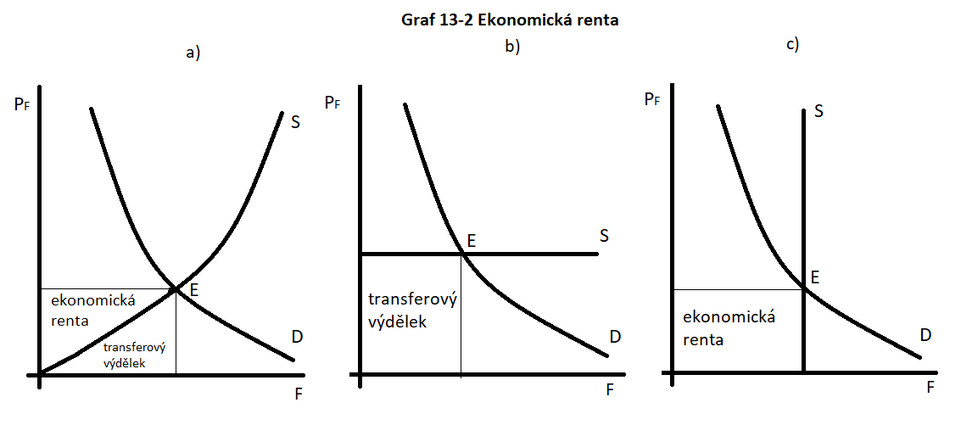 Graf 13-2 Ekonomická renta
a)
PF
S
E
ekonomická
renta
transferový
výdělek
D
F
b)
PF
S
E
transferový
výdělek
D
F
c)
PF
S
E
ekonomická
renta
D
F